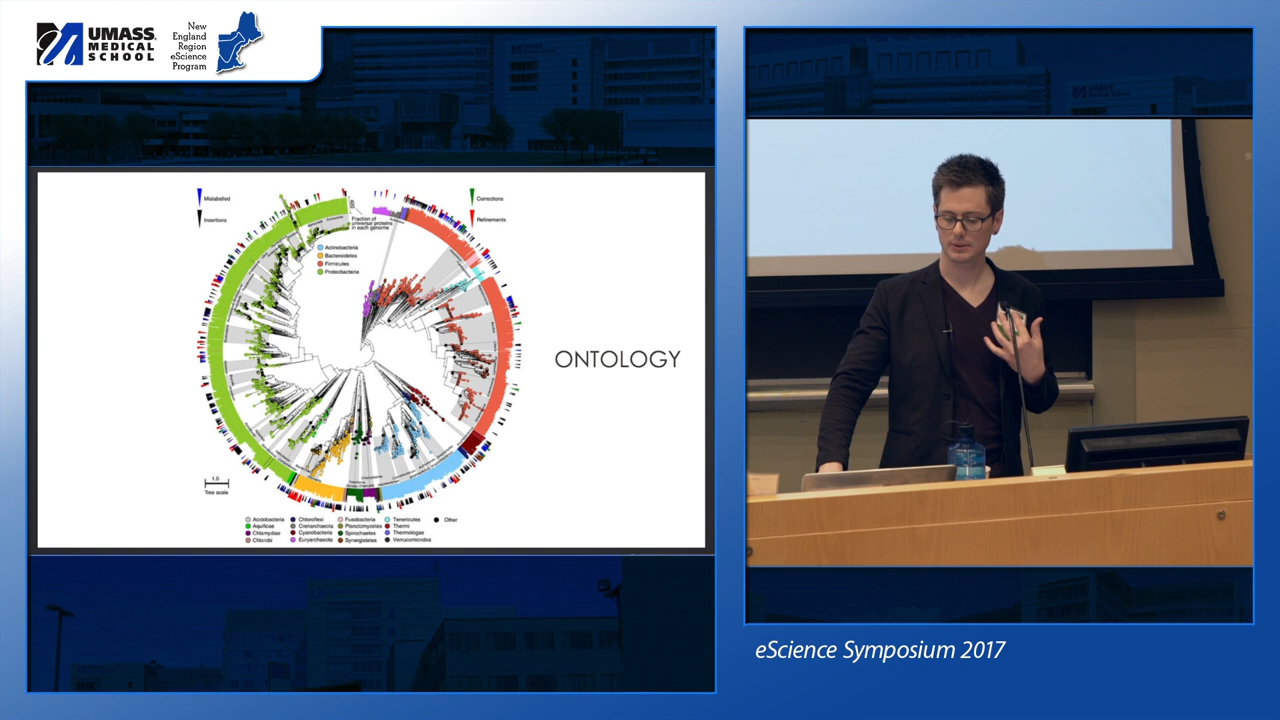 UMASS
MEDICAL
SCHOOL
New
England
Region
eScience
Program
Mislabelled
Insertions
Corrections
Refinements
400
Fraction of
universal proteins
in each genome
Actinobacteria
Bacteroidetes
Firmicutes
Proteobacteria
ONTOLOGY
1.0
Tree scale
Acidobacteria
Chloroflexi
Fusobacteria
Tenericutes
Other
Aquificae
Crenarchaeota
Planctomycetes
Thermi
Chlamydiae
Cyanobacteria
Spirochaetes
Thermotogae
Chlorobi
Euryarchaeota
Synergistetes
Verrucomicrobia
eScience Symposium 2017